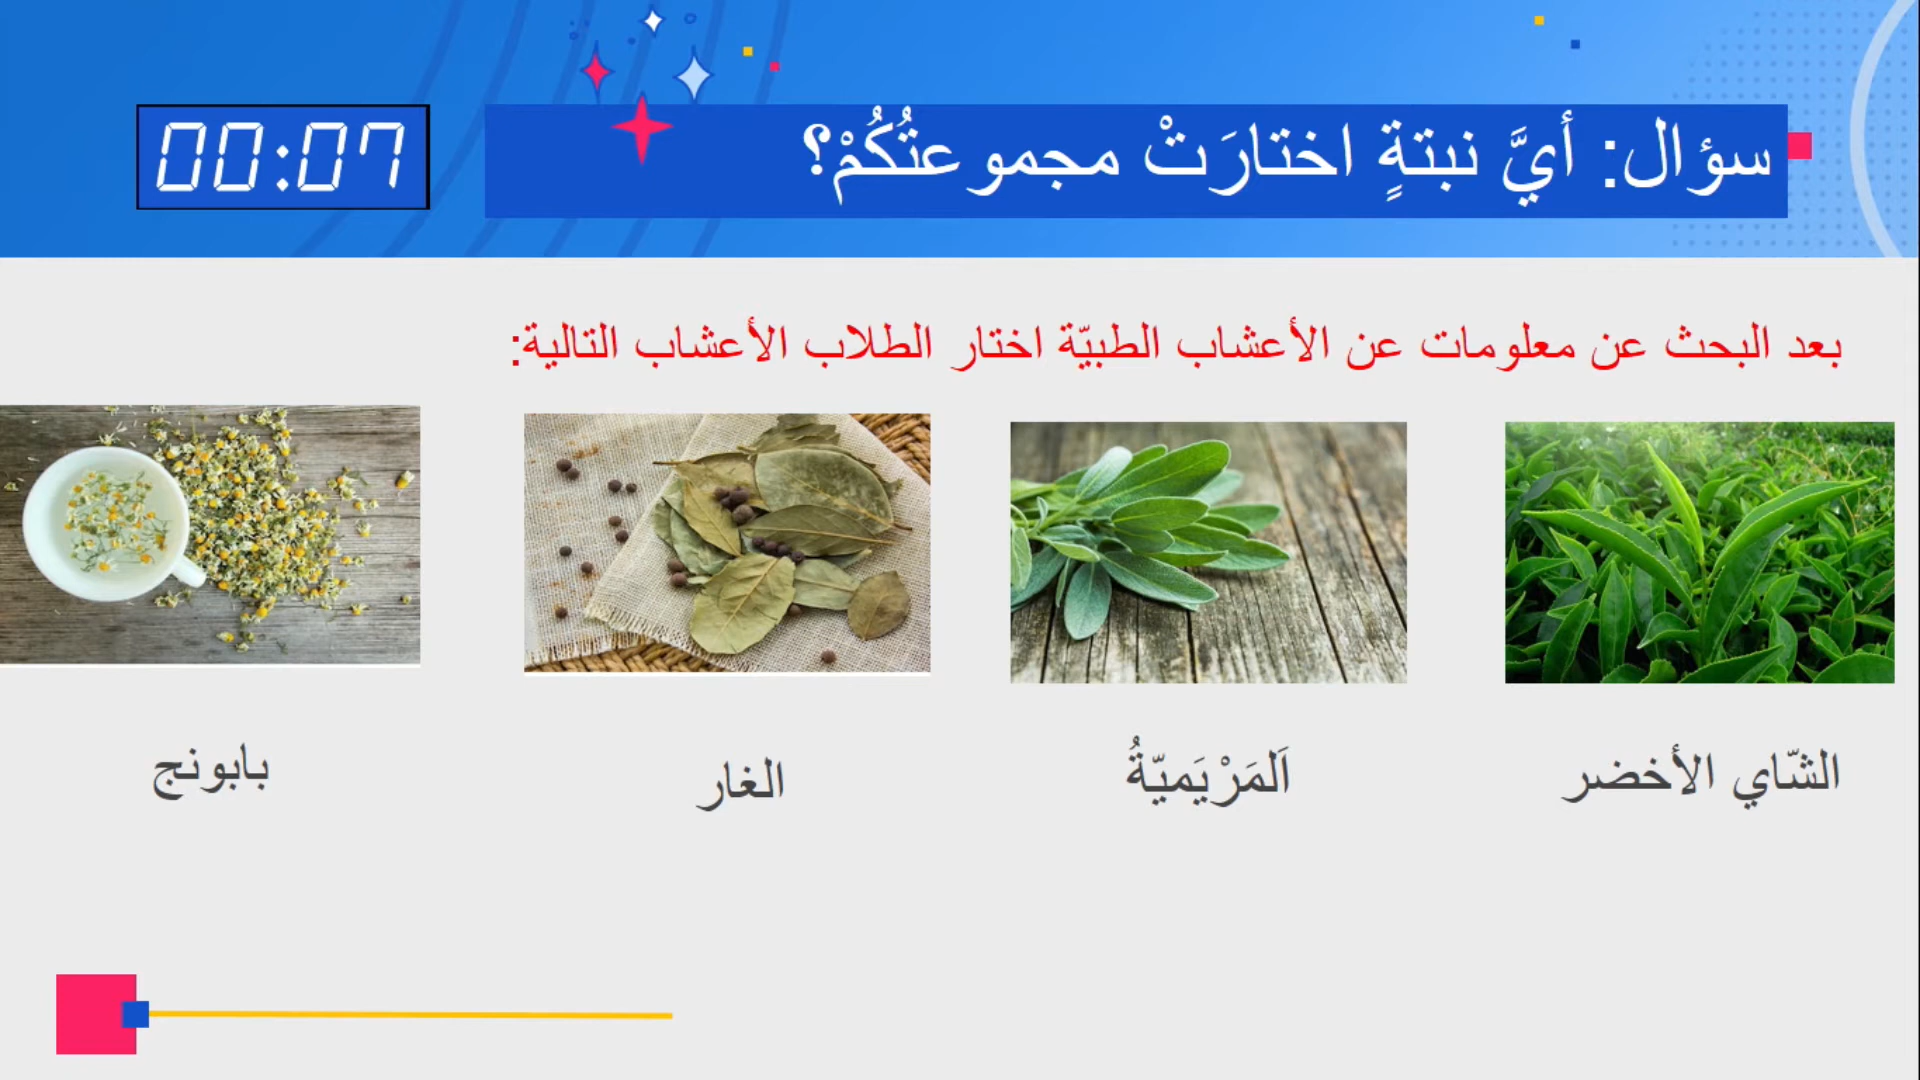 سؤال: أيَّ نبتةٍ اختارَتْ مجموعتُكُمْ؟
00:07
بعد البحث عن معلومات عن الأعشاب الطبيّة اختار الطلاب الأعشاب التالية:
الشّاي الأخضر
اَلمَرْيَميّةُ
الغار
بابونج